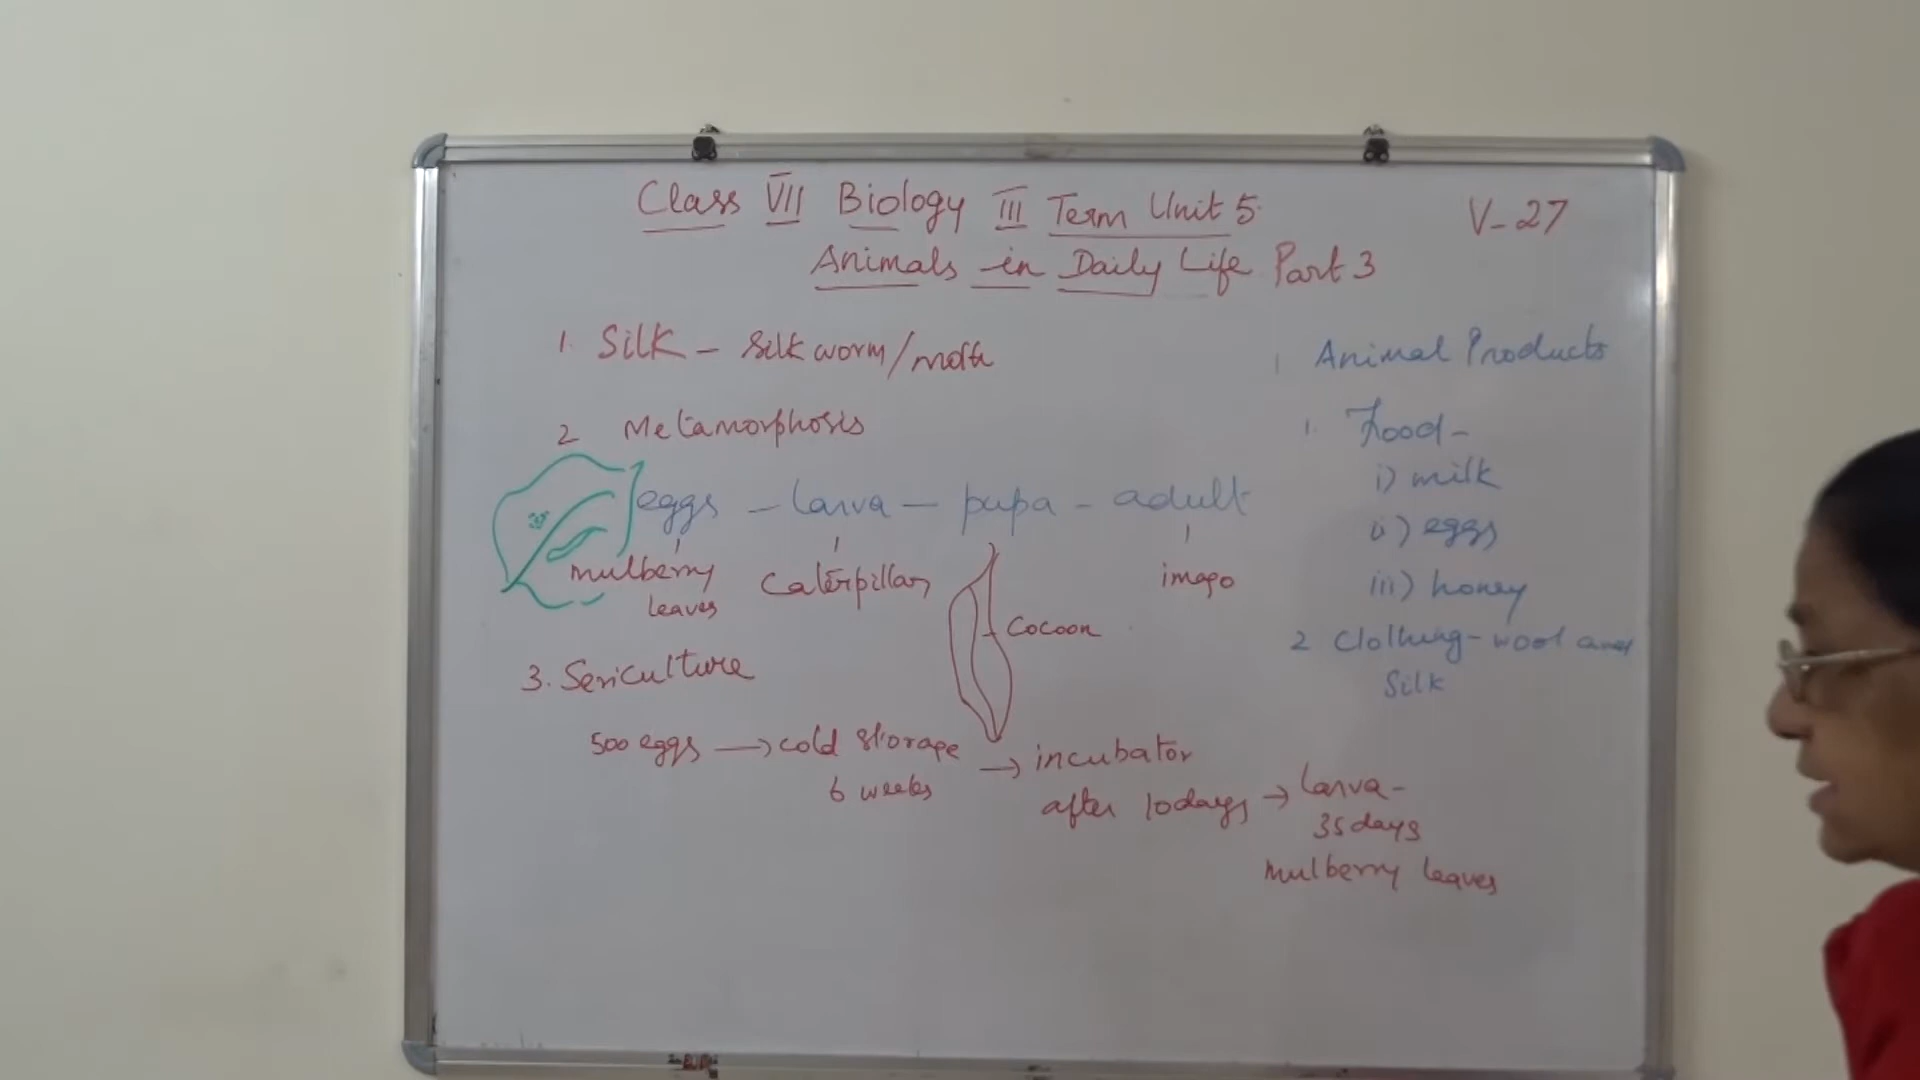 Class VII Biology III Term Unit 5.
V-27
Animals in Daily Life Part 3
1. Silk - Silk worm/moth
2 Metamorphosis
eggs - larva - pupa - adult
mulberry leaves
Caterpillar
Cocoon
imago
3. Sericulture
500 eggs → cold storage 6 weeks → incubator after 10 days → larva - 35 days mulberry leaves
Animal Products
1. Food -
i) milk
ii) eggs
iii) honey
2 Clothing - wool and
Silk